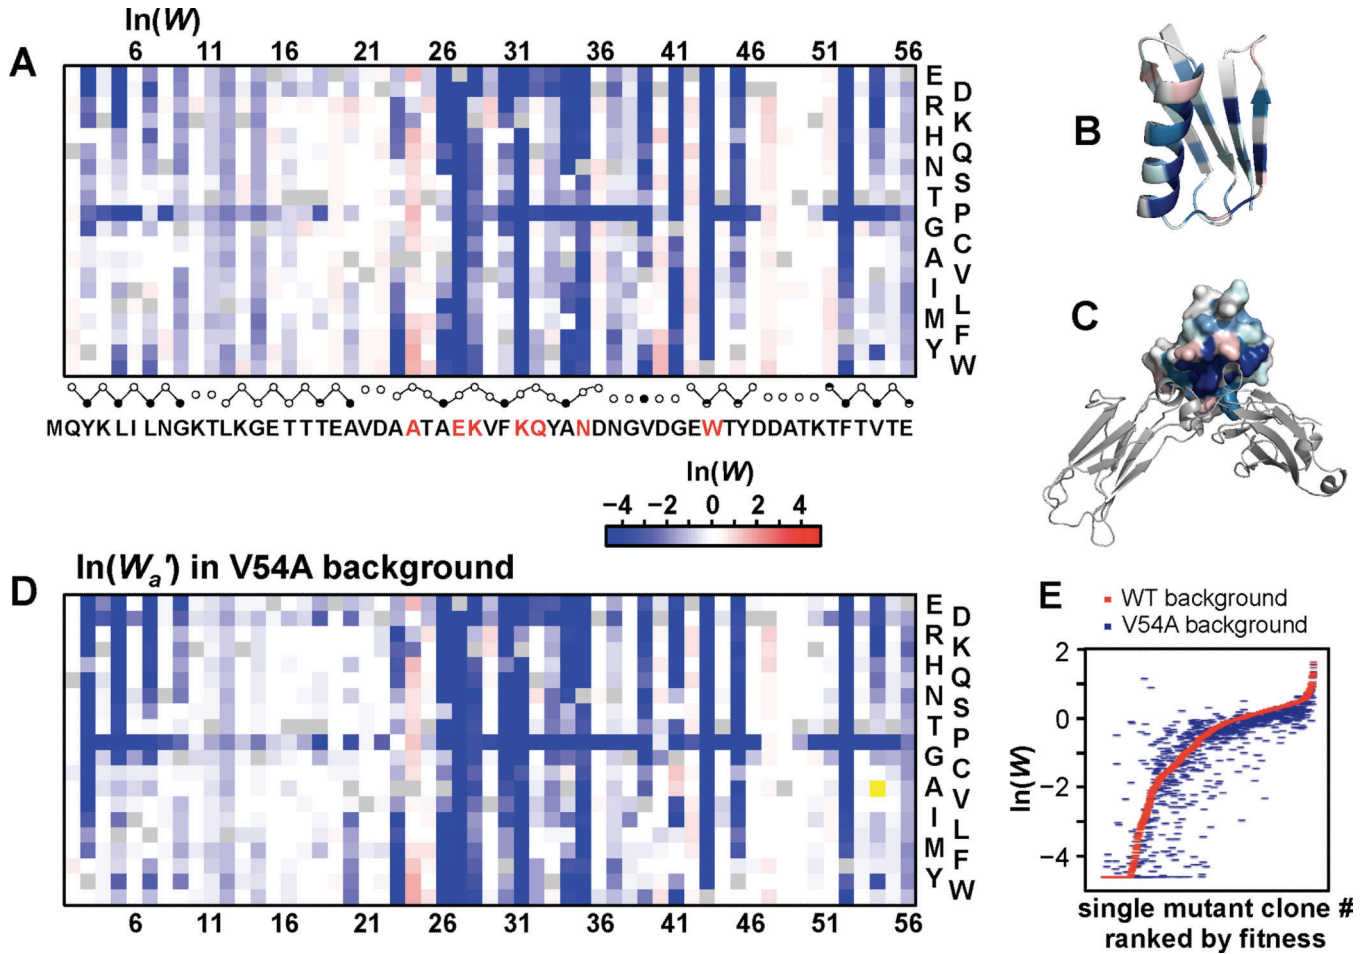 ln(W)
6 11 16 21 26 31 36 41 46 51 56
A
E
D
R
K
H
Q
N
S
T
P
G
C
A
V
I
L
M
F
Y
W
MQYKLILNGKTLKGETTTEAVDAATAEKVFKQYANDNGVDGEWTYDDATKTFTVTE
ln(W)
−4 −2 0 2 4
B
C
D
ln(Wa') in V54A background
E
D
R
K
H
Q
N
S
T
P
G
C
A
V
I
L
M
F
Y
W
6 11 16 21 26 31 36 41 46 51 56
E
WT background
V54A background
2
0
−2
−4
ln(W)
single mutant clone #
ranked by fitness